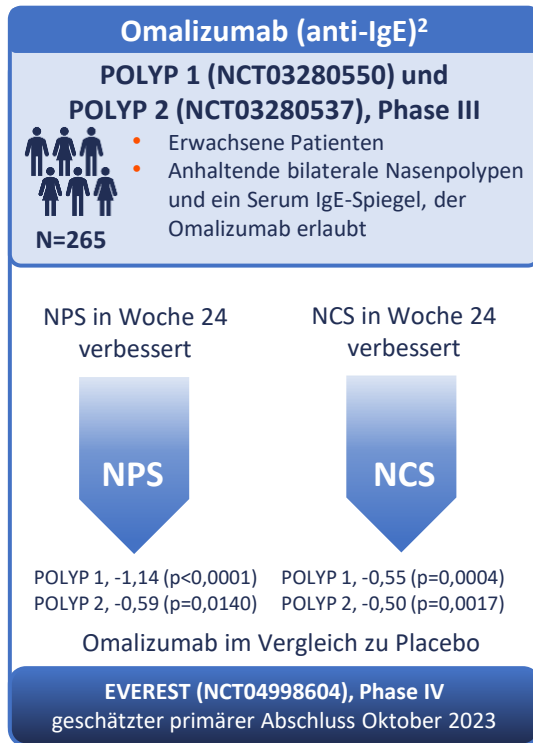 Omalizumab (anti-IgE)²
POLYP 1 (NCT03280550) und
POLYP 2 (NCT03280537), Phase III
• Erwachsene Patienten
• Anhaltende bilaterale Nasenpolypen
und ein Serum IgE-Spiegel, der
Omalizumab erlaubt
N=265
NPS in Woche 24
verbessert
NPS
POLYP 1, -1,14 (p<0,0001)
POLYP 2, -0,59 (p=0,0140)
NCS in Woche 24
verbessert
NCS
POLYP 1, -0,55 (p=0,0004)
POLYP 2, -0,50 (p=0,0017)
Omalizumab im Vergleich zu Placebo
EVEREST (NCT04998604), Phase IV
geschätzter primärer Abschluss Oktober 2023